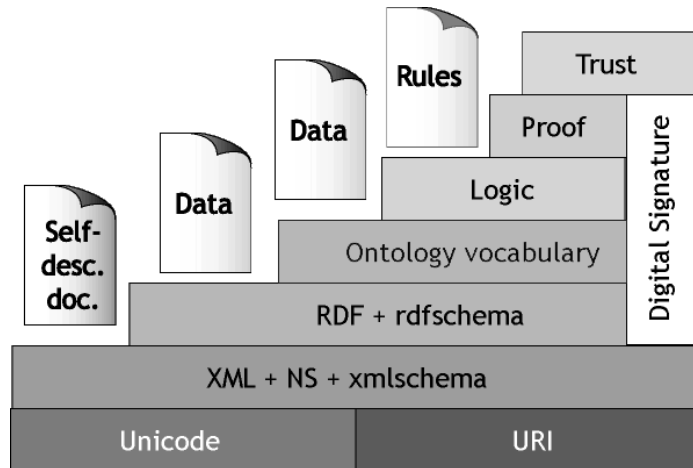 Trust
Rules
Proof
Data
Logic
Data
Self-
desc.
doc.
Ontology vocabulary
Digital Signature
RDF + rdfschema
XML + NS + xmlschema
Unicode
URI